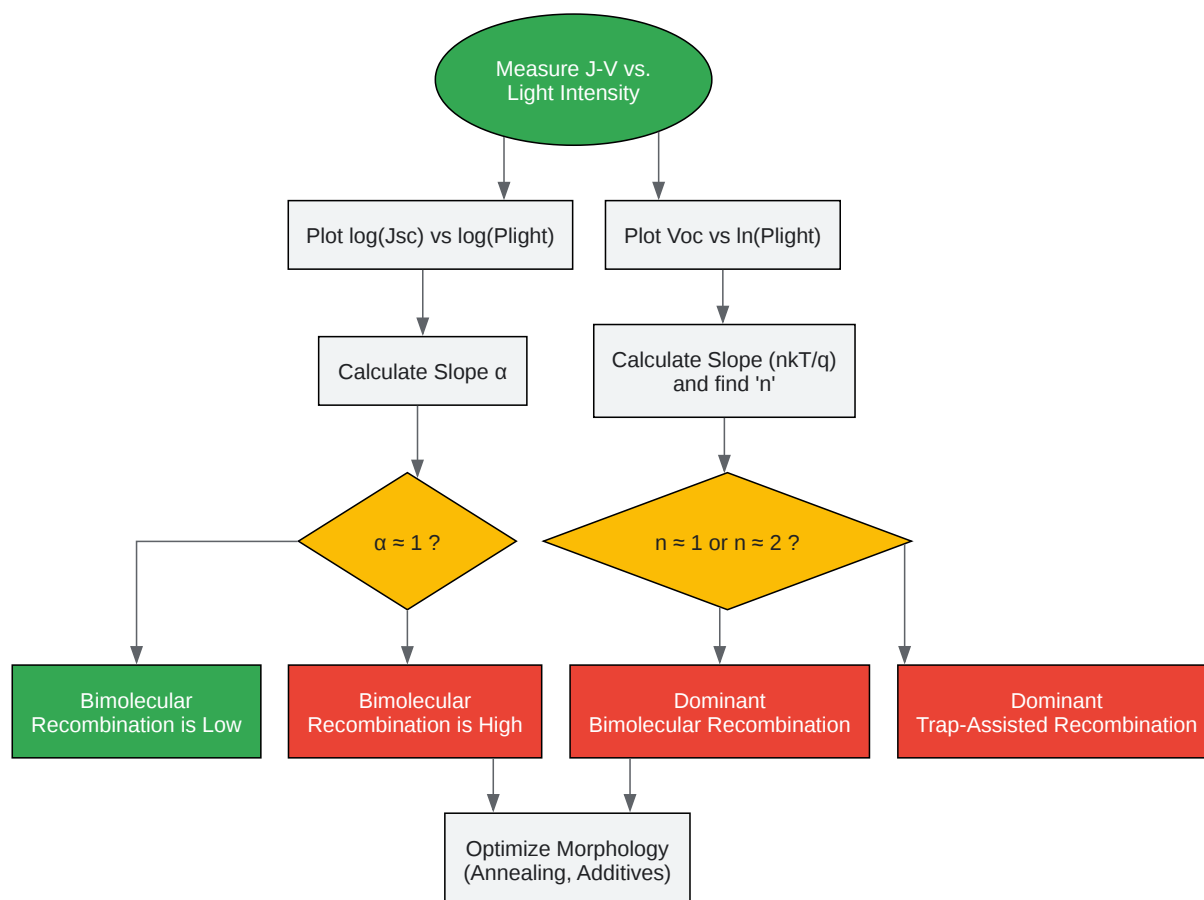 Measure J-V vs.
Light Intensity
Plot log(Jsc) vs log(Plight)
Plot Voc vs ln(Plight)
Calculate Slope α
Calculate Slope (nkT/q)
and find 'n'
α ≈ 1 ?
n ≈ 1 or n ≈ 2 ?
Bimolecular
Recombination is Low
Bimolecular
Recombination is High
Dominant
Bimolecular Recombination
Dominant
Trap-Assisted Recombination
Optimize Morphology
(Annealing, Additives)